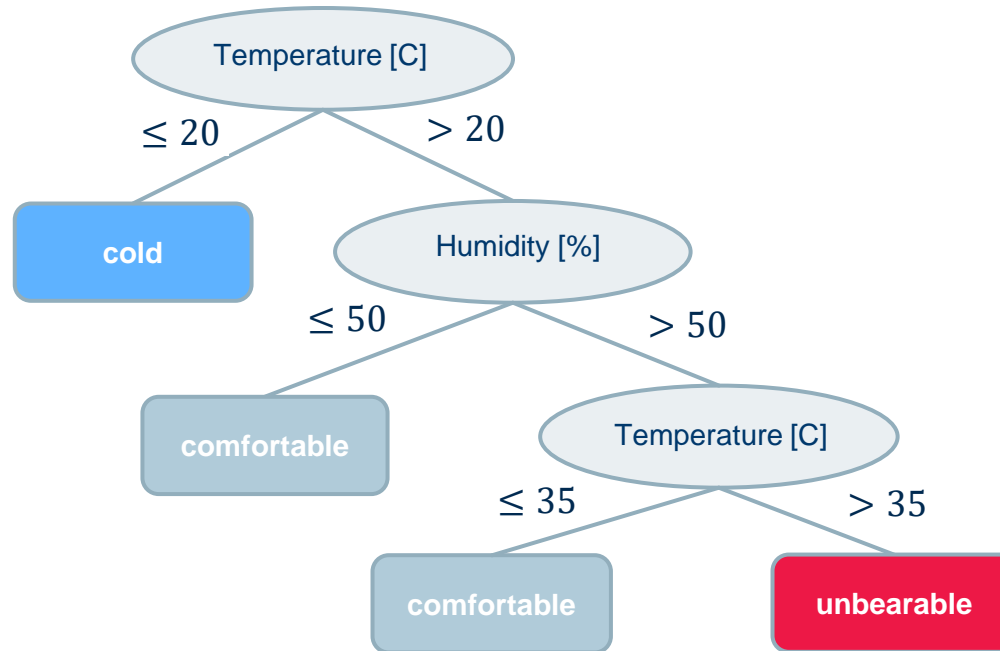 Temperature [C]
≤ 20
> 20
cold
Humidity [%]
≤ 50
> 50
comfortable
Temperature [C]
≤ 35
> 35
comfortable
unbearable